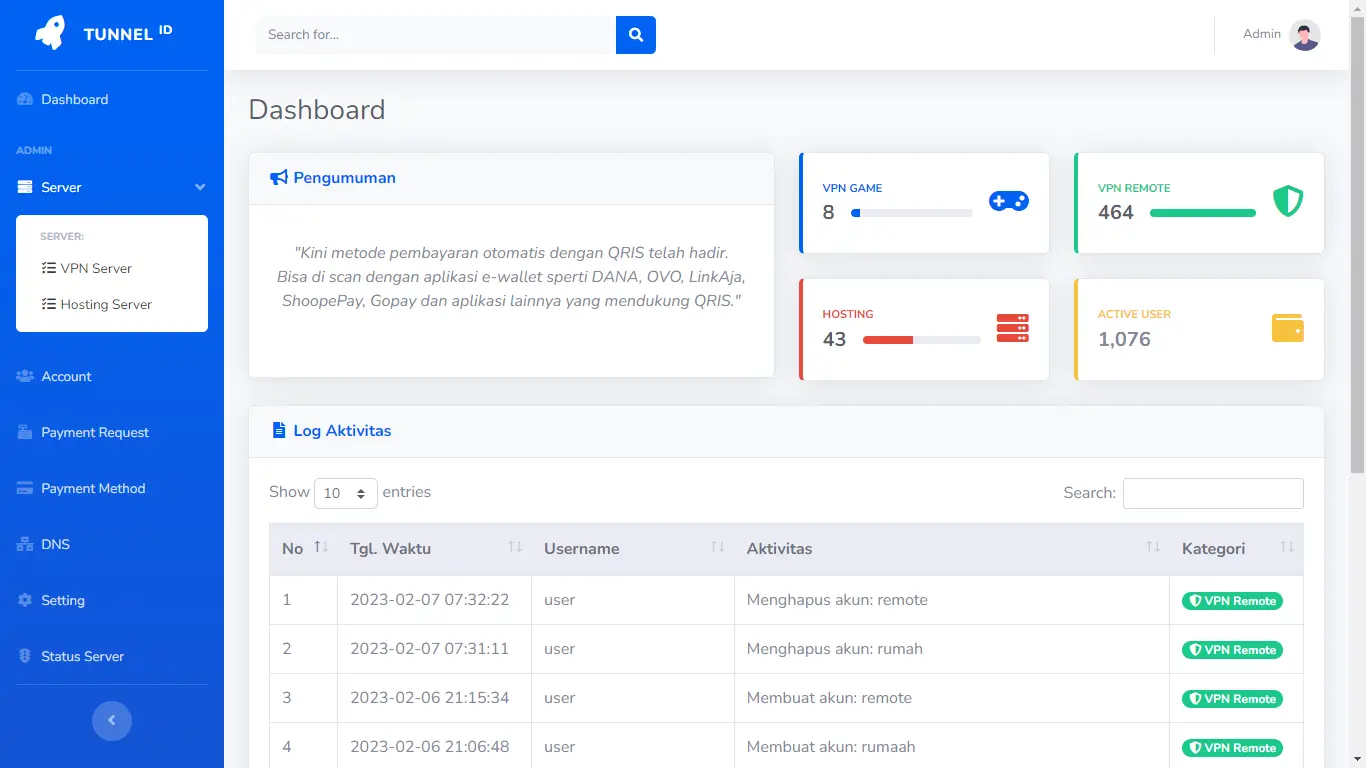 TUNNEL ID
Dashboard
ADMIN
Server
SERVER:
VPN Server
Hosting Server
Account
Payment Request
Payment Method
DNS
Setting
Status Server
Search for...
Admin
Dashboard
Pengumuman
"Kini metode pembayaran otomatis dengan QRIS telah hadir.
Bisa di scan dengan aplikasi e-wallet sperti DANA, OVO, LinkAja,
ShoopePay, Gopay dan aplikasi lainnya yang mendukung QRIS."
VPN GAME
8
VPN REMOTE
464
HOSTING
43
ACTIVE USER
1,076
Log Aktivitas
Show 10 entries
Search:
No Tgl. Waktu Username Aktivitas Kategori
1 2023-02-07 07:32:22 user Menghapus akun: remote VPN Remote
2 2023-02-07 07:31:11 user Menghapus akun: rumah VPN Remote
3 2023-02-06 21:15:34 user Membuat akun: remote VPN Remote
4 2023-02-06 21:06:48 user Membuat akun: rumaah VPN Remote